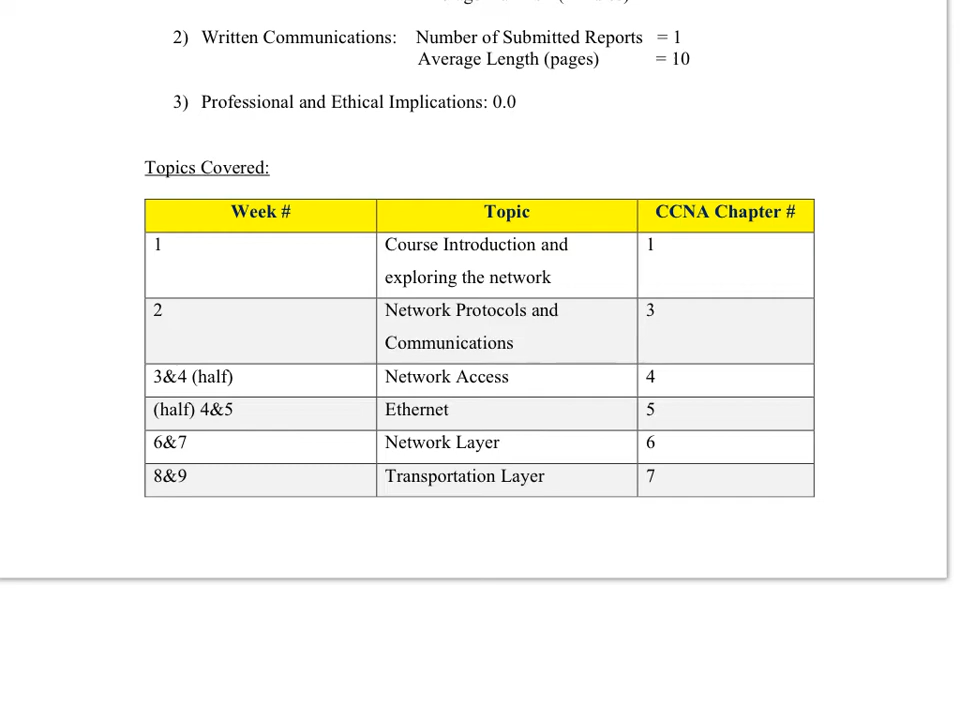 2) Written Communications: Number of Submitted Reports = 1
Average Length (pages) = 10
3) Professional and Ethical Implications: 0.0
Topics Covered:
Week # Topic CCNA Chapter #
1 Course Introduction and 1
exploring the network
2 Network Protocols and 3
Communications
3&4 (half) Network Access 4
(half) 4&5 Ethernet 5
6&7 Network Layer 6
8&9 Transportation Layer 7